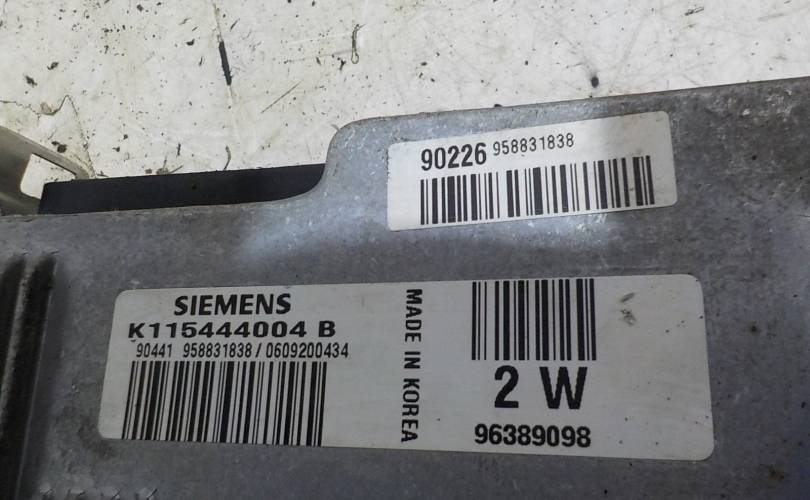 90226 958831838
SIEMENS
K115444004 B
90441 958831838 / 0609200434
MADE IN KOREA
2 W
96389098